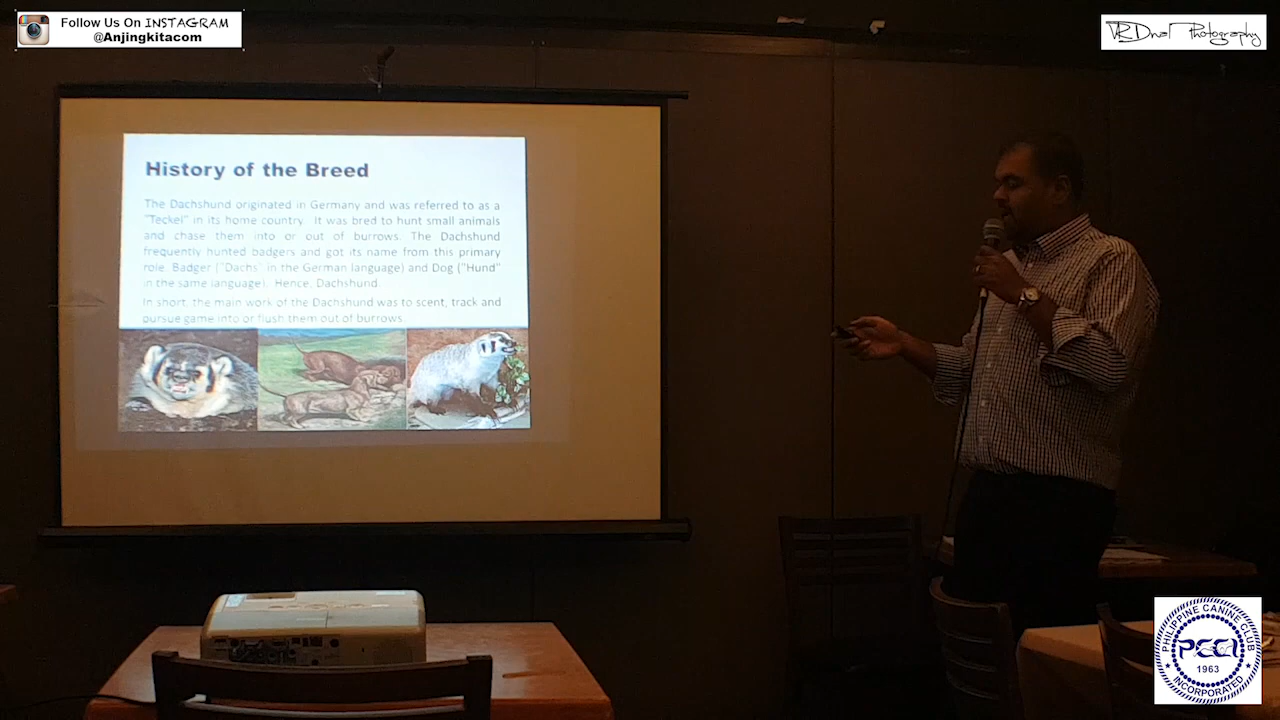 Follow Us On INSTAGRAM
@Anjingkitacom
VRDnal Photography
History of the Breed
The Dachshund originated in Germany and was referred to as a
"Teckel" in its home country. It was bred to hunt small animals
and chase them into or out of burrows. The Dachshund
frequently hunted badgers and got its name from this primary
role. Badger ("Dachs" in the German language) and Dog ("Hund"
in the same language). Hence, Dachshund.
In short, the main work of the Dachshund was to scent, track and
pursue game into or flush them out of burrows.
PHILIPPINE CANINE CLUB
PCCI
1963
INCORPORATED